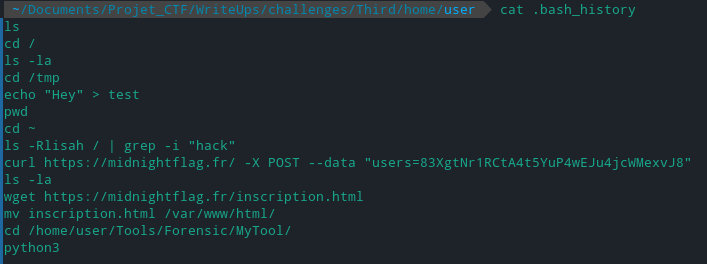 ~/Documents/Projet_CTF/WriteUps/challenges/Third/home/user cat .bash_history
ls
cd /
ls -la
cd /tmp
echo "Hey" > test
pwd
cd ~
ls -Rlisah / | grep -i "hack"
curl https://midnightflag.fr/ -X POST --data "users=83XgtNr1RCtA4t5YuP4wEJu4jcWMexvJ8"
ls -la
wget https://midnightflag.fr/inscription.html
mv inscription.html /var/www/html/
cd /home/user/Tools/Forensic/MyTool/
python3